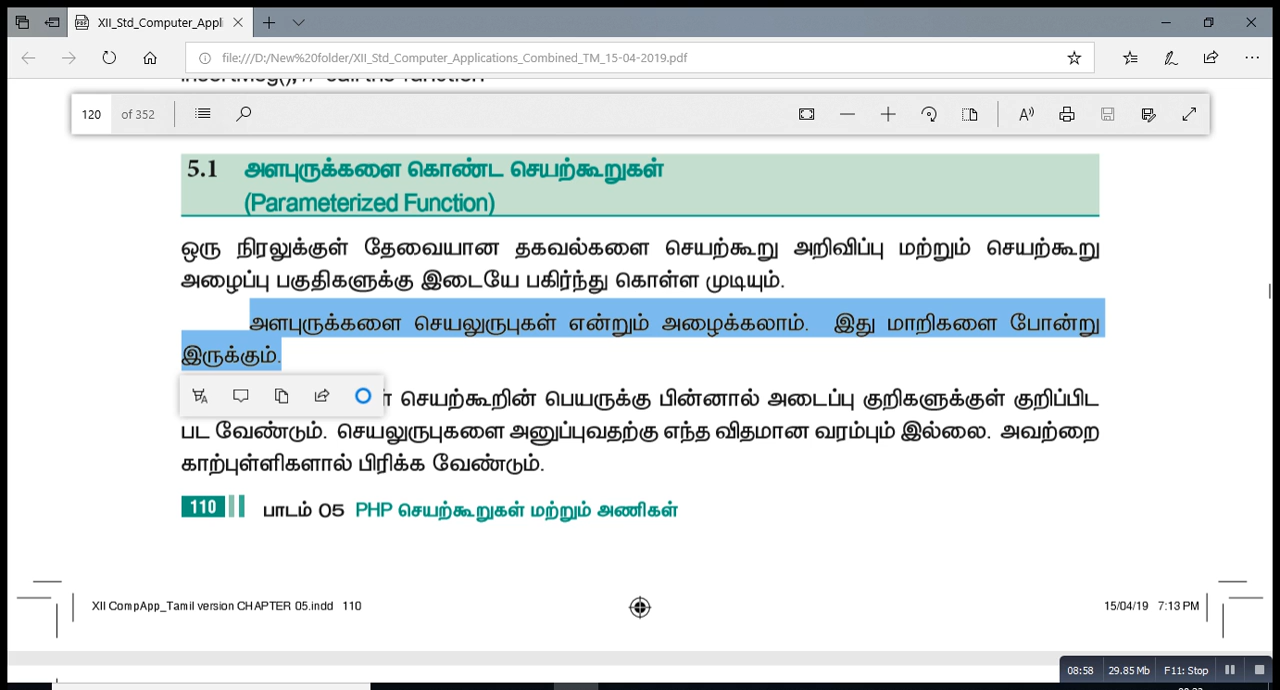 XII_Std_Computer_Appl
file:///D:/New%20folder/XII_Std_Computer_Applications_Combined_TM_15-04-2019.pdf
120 of 352
5.1 அளபுருக்களை கொண்ட செயற்கூறுகள்
(Parameterized Function)
ஒரு நிரலுக்குள் தேவையான தகவல்களை செயற்கூறு அறிவிப்பு மற்றும் செயற்கூறு
அழைப்பு பகுதிகளுக்கு இடையே பகிர்ந்து கொள்ள முடியும்.
அளபுருக்களை செயலுருபுகள் என்றும் அழைக்கலாம். இது மாறிகளை போன்று
இருக்கும்.
செயற்கூறின் பெயருக்கு பின்னால் அடைப்பு குறிகளுக்குள் குறிப்பிட
பட வேண்டும். செயலுருபுகளை அனுப்புவதற்கு எந்த விதமான வரம்பும் இல்லை. அவற்றை
காற்புள்ளிகளால் பிரிக்க வேண்டும்.
110 பாடம் 05 PHP செயற்கூறுகள் மற்றும் அணிகள்
XII CompApp_Tamil version CHAPTER 05.indd 110
15/04/19 7:13 PM
08:58 29.85 Mb F11: Stop